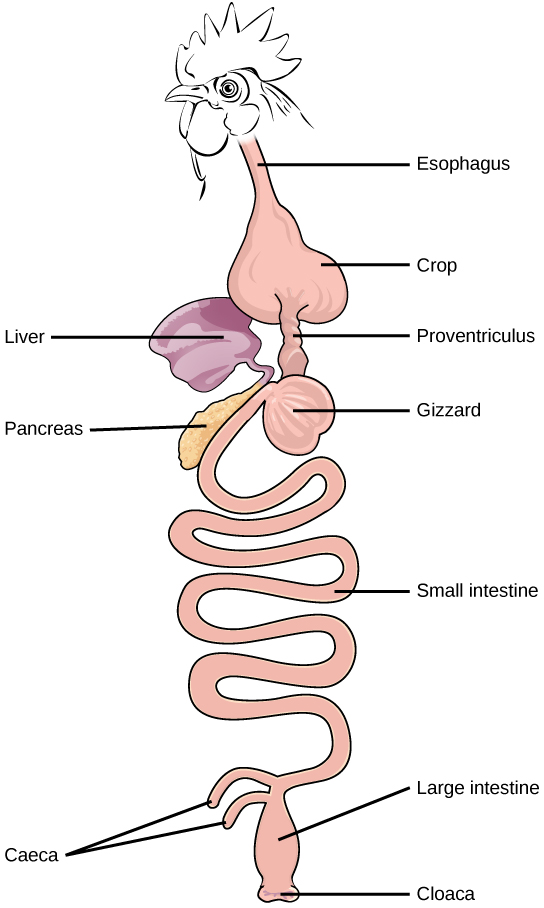 Esophagus
Crop
Liver
Proventriculus
Gizzard
Pancreas
Small intestine
Large intestine
Caeca
Cloaca